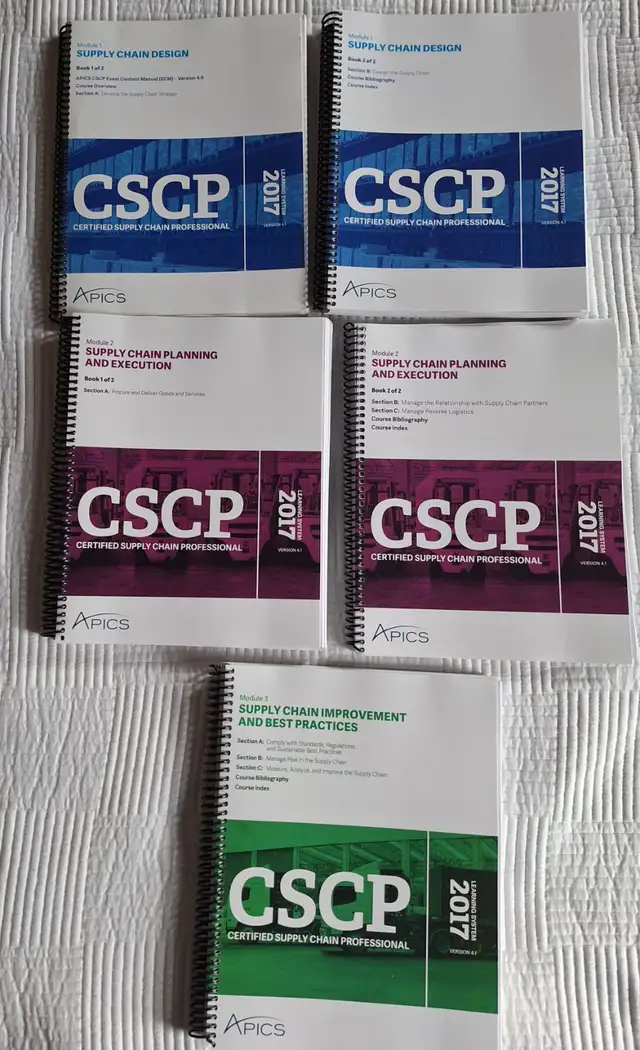 Module 1
SUPPLY CHAIN DESIGN
Book 1 of 2
APICS CSCP Exam Content Manual (ECM) - Version 4.0
Course Overview
Section A: Develop the Supply Chain Strategy
CSCP
CERTIFIED SUPPLY CHAIN PROFESSIONAL
LEARNING SYSTEM
2017
VERSION 4.1
APICS
Module 1
SUPPLY CHAIN DESIGN
Book 2 of 2
Section B: Design the Supply Chain
Course Bibliography
Course Index
CSCP
CERTIFIED SUPPLY CHAIN PROFESSIONAL
LEARNING SYSTEM
2017
VERSION 4.1
APICS
Module 2
SUPPLY CHAIN PLANNING
AND EXECUTION
Book 1 of 2
Section A: Procure and Deliver Goods and Services
CSCP
CERTIFIED SUPPLY CHAIN PROFESSIONAL
LEARNING SYSTEM
2017
VERSION 4.1
APICS
Module 2
SUPPLY CHAIN PLANNING
AND EXECUTION
Book 2 of 2
Section B: Manage the Relationship with Supply Chain Partners
Section C: Manage Reverse Logistics
Course Bibliography
Course Index
CSCP
CERTIFIED SUPPLY CHAIN PROFESSIONAL
LEARNING SYSTEM
2017
VERSION 4.1
APICS
Module 3
SUPPLY CHAIN IMPROVEMENT
AND BEST PRACTICES
Section A: Comply with Standards, Regulations,
and Sustainable Best Practices
Section B: Manage Risk in the Supply Chain
Section C: Measure, Analyze, and Improve the Supply Chain
Course Bibliography
Course Index
CSCP
CERTIFIED SUPPLY CHAIN PROFESSIONAL
LEARNING SYSTEM
2017
VERSION 4.1
APICS